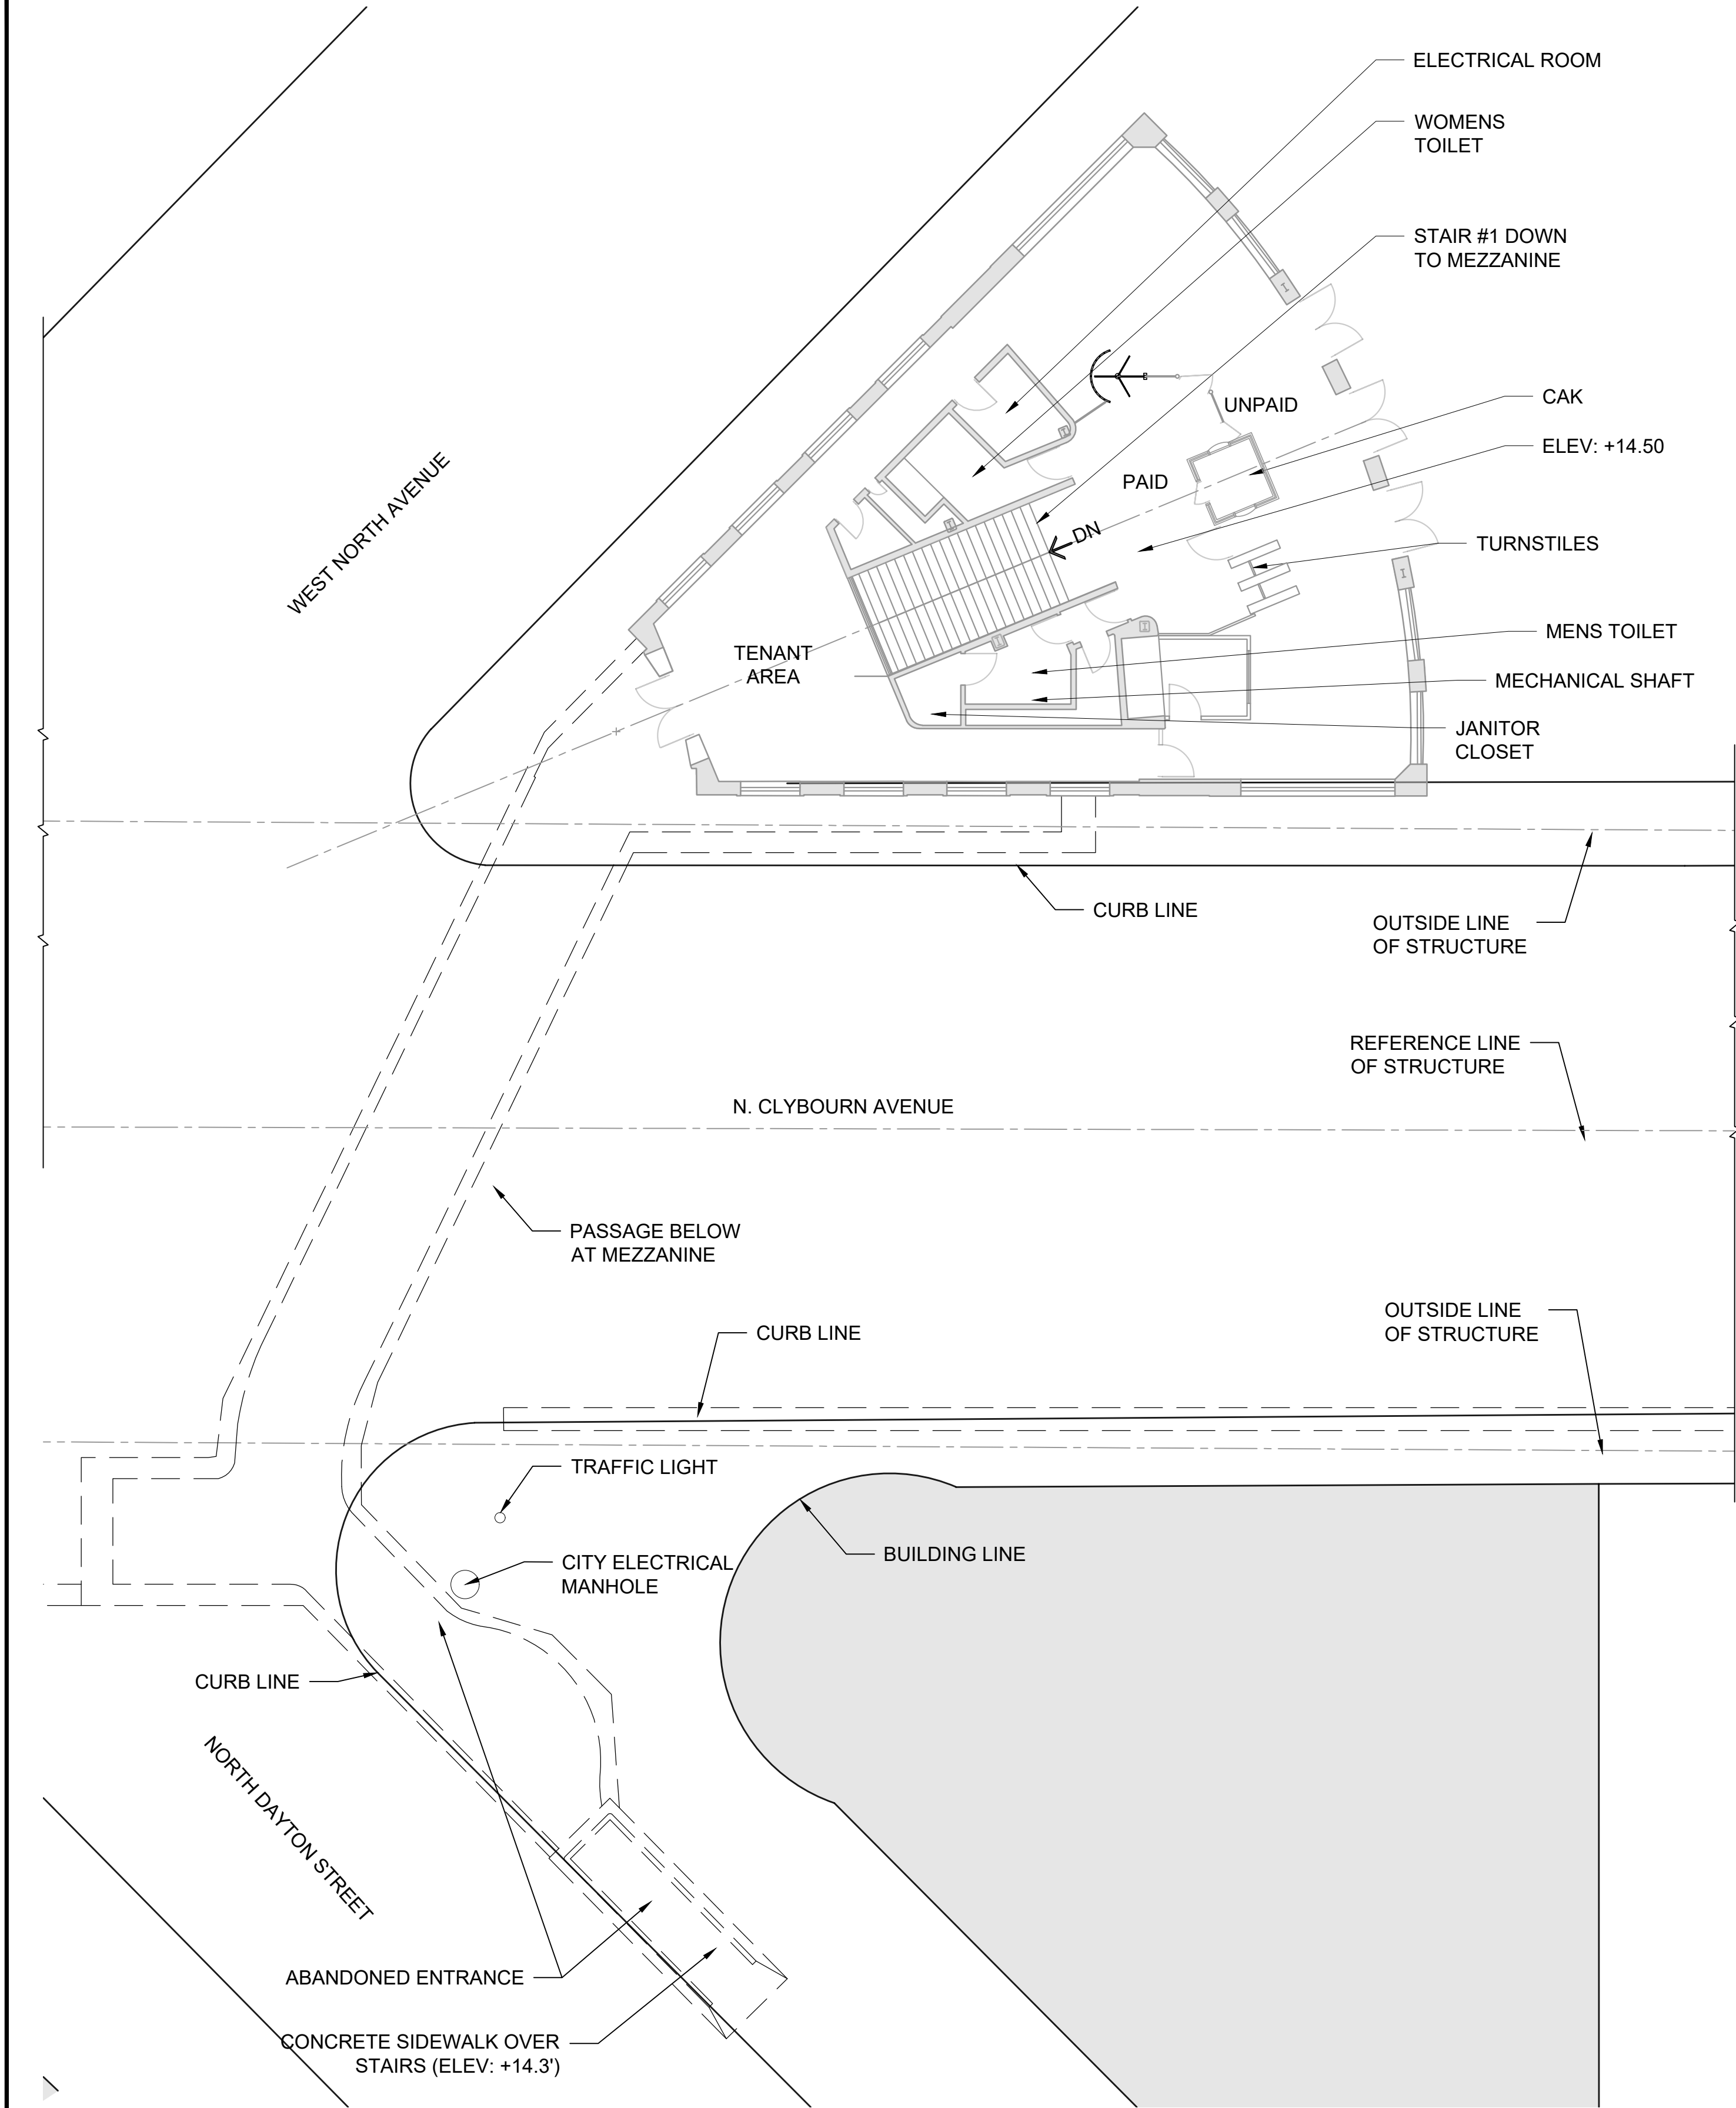 ELECTRICAL ROOM
WOMENS
TOILET
STAIR #1 DOWN
TO MEZZANINE
CAK
UNPAID
ELEV: +14.50
PAID
DN
TURNSTILES
WEST NORTH AVENUE
MENS TOILET
TENANT
AREA
MECHANICAL SHAFT
JANITOR
CLOSET
CURB LINE
OUTSIDE LINE
OF STRUCTURE
REFERENCE LINE
OF STRUCTURE
N. CLYBOURN AVENUE
PASSAGE BELOW
AT MEZZANINE
OUTSIDE LINE
OF STRUCTURE
CURB LINE
TRAFFIC LIGHT
BUILDING LINE
CITY ELECTRICAL
MANHOLE
CURB LINE
NORTH DAYTON STREET
ABANDONED ENTRANCE
CONCRETE SIDEWALK OVER
STAIRS (ELEV: +14.3')